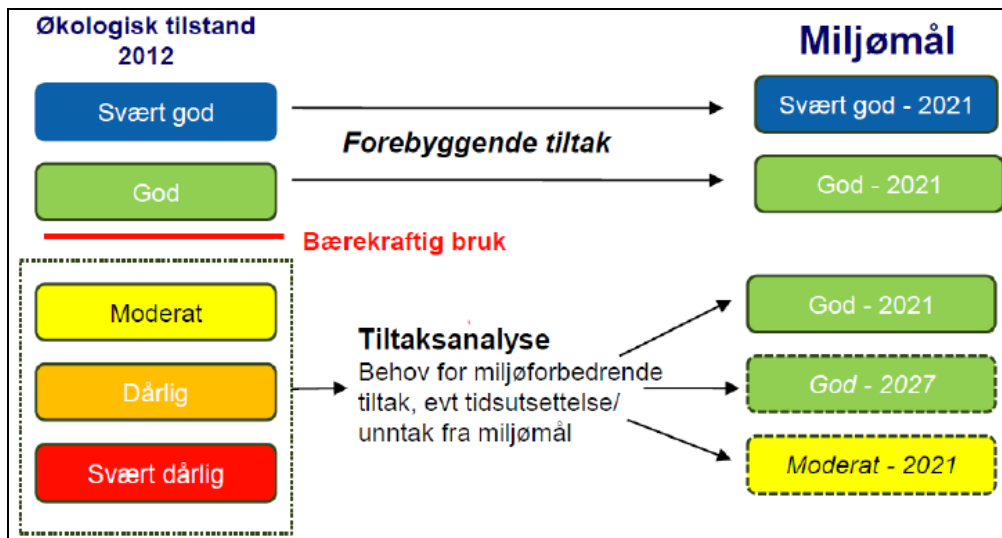 Økologisk tilstand
2012
Miljømål
Svært god
Svært god - 2021
Forebyggende tiltak
God
God - 2021
Bærekraftig bruk
Moderat
Dårlig
Svært dårlig
Tiltaksanalyse
Behov for miljøforbedrende
tiltak, evt tidsutsettelse/
unntak fra miljømål
God - 2021
God - 2027
Moderat - 2021